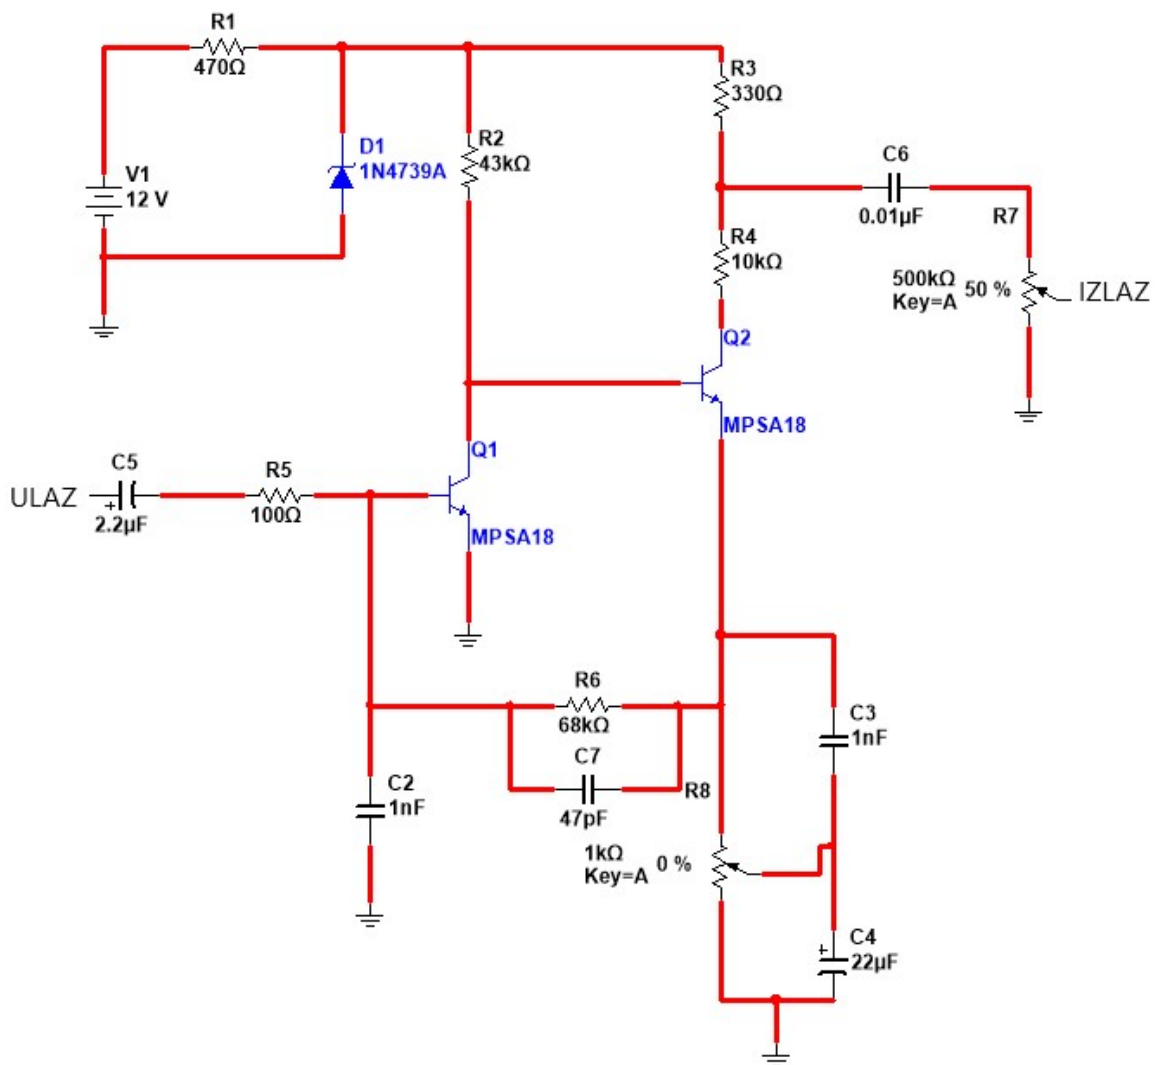 R1
470Ω
R3
330Ω
D1
1N4739A
R2
43kΩ
V1
12 V
C6
0.01µF
R7
R4
10kΩ
500kΩ
Key=A
50 %
IZLAZ
Q2
MPSA18
Q1
C5
R5
ULAZ
2.2µF
100Ω
MPSA18
R6
68kΩ
C3
1nF
C7
47pF
R8
C2
1nF
1kΩ
Key=A
0 %
C4
22µF